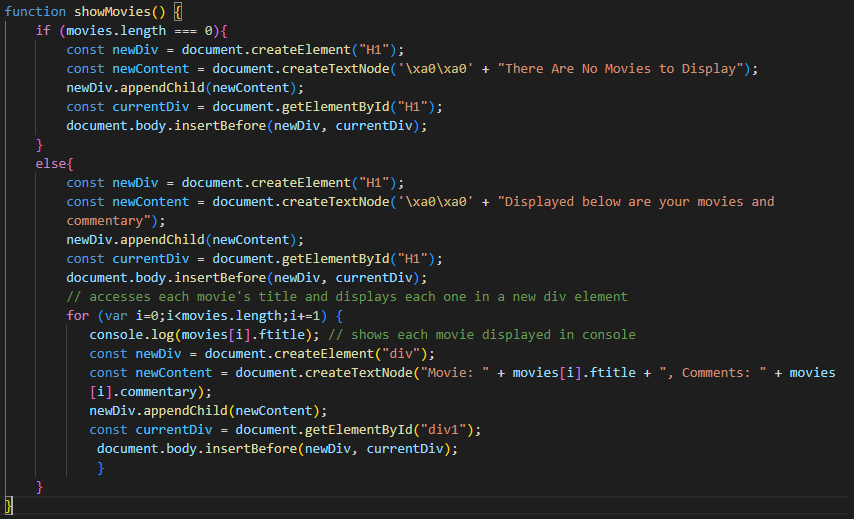 function showMovies() {
if (movies.length === 0){
const newDiv = document.createElement("H1");
const newContent = document.createTextNode('\xa0\xa0' + "There Are No Movies to Display");
newDiv.appendChild(newContent);
const currentDiv = document.getElementById("H1");
document.body.insertBefore(newDiv, currentDiv);
}
else{
const newDiv = document.createElement("H1");
const newContent = document.createTextNode('\xa0\xa0' + "Displayed below are your movies and
commentary");
newDiv.appendChild(newContent);
const currentDiv = document.getElementById("H1");
document.body.insertBefore(newDiv, currentDiv);
// accesses each movie's title and displays each one in a new div element
for (var i=0;i<movies.length;i+=1) {
console.log(movies[i].ftitle); // shows each movie displayed in console
const newDiv = document.createElement("div");
const newContent = document.createTextNode("Movie: " + movies[i].ftitle + ", Comments: " + movies
[i].commentary);
newDiv.appendChild(newContent);
const currentDiv = document.getElementById("div1");
document.body.insertBefore(newDiv, currentDiv);
}
}
}